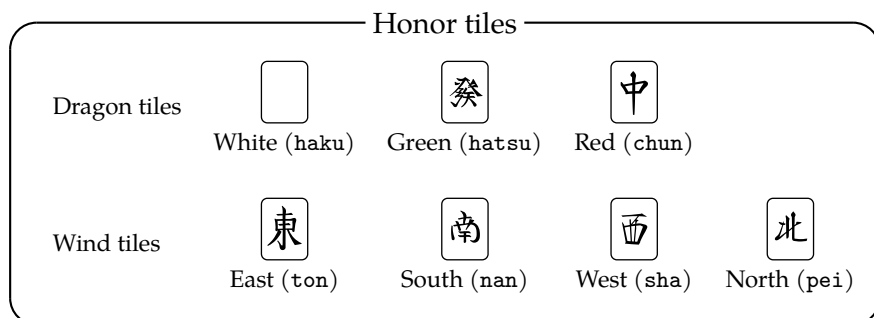 Honor tiles
發 中
Dragon tiles
White (haku) Green (hatsu) Red (chun)
東 南 西 北
Wind tiles
East (ton) South (nan) West (sha) North (pei)